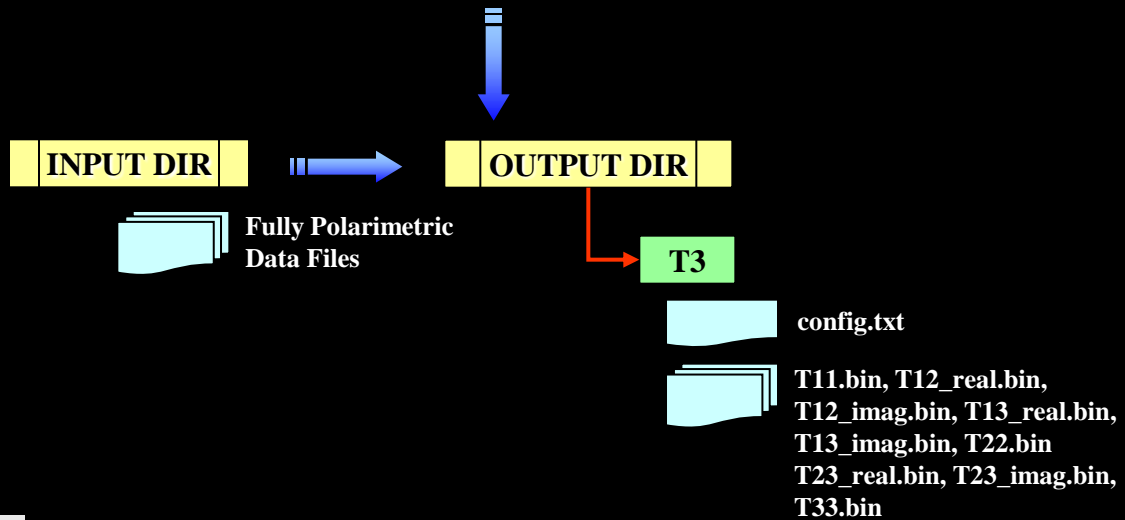 INPUT DIR
OUTPUT DIR
Fully Polarimetric
Data Files
T3
config.txt
T11.bin, T12_real.bin,
T12_imag.bin, T13_real.bin,
T13_imag.bin, T22.bin
T23_real.bin, T23_imag.bin,
T33.bin